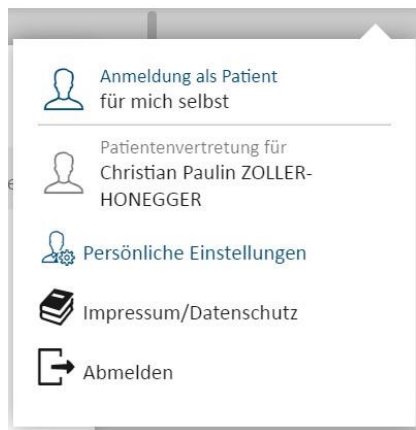 Anmeldung als Patient
für mich selbst
Patientenvertretung für
Christian Paulin ZOLLER-
HONEGGER
Persönliche Einstellungen
Impressum/Datenschutz
Abmelden